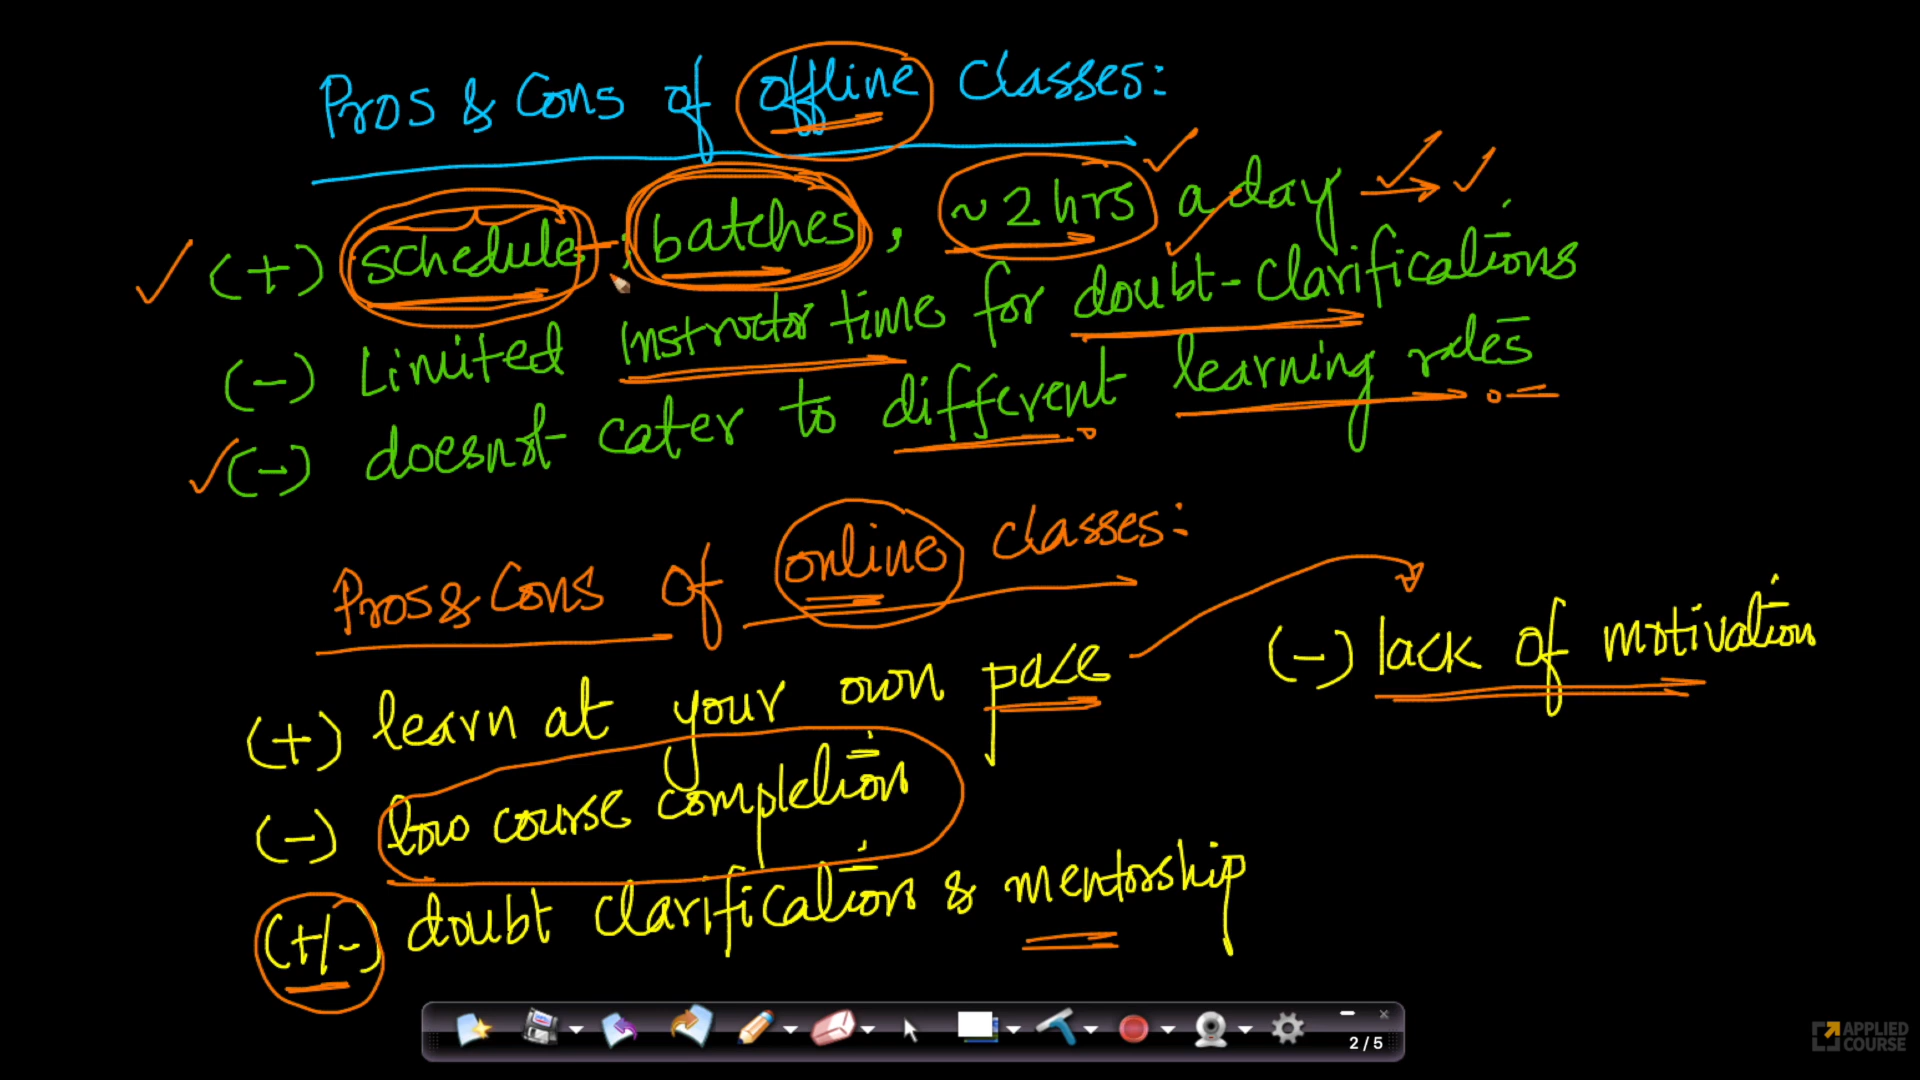 Pros & Cons of offline classes:
(+) schedule – ; batches, ~ 2 hrs a day →
(-) Limited instructor time for doubt-clarifications
(-) doesnt cater to different learning rates
Pros & Cons of online classes:
(+) learn at your own pace
(-) lack of motivation
(-) low course completion
(+/-) doubt clarification & mentorship
2 / 5
APPLIED
COURSE